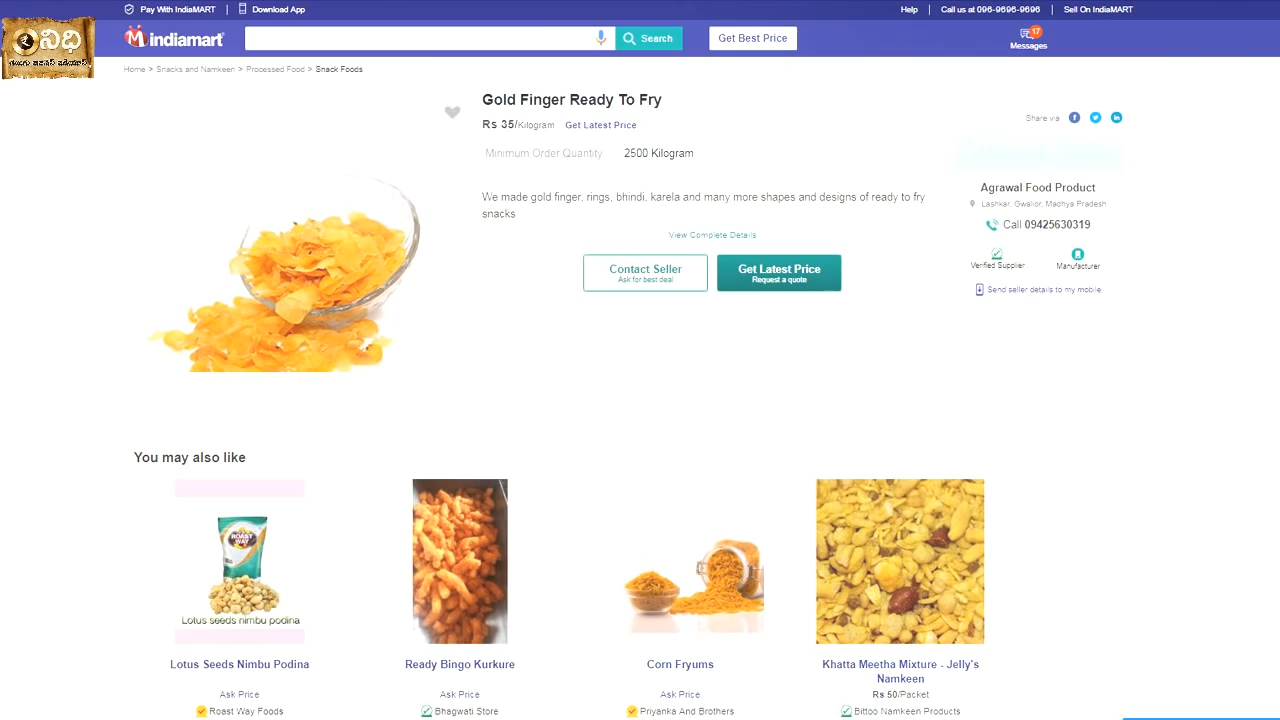 Pay With IndiaMART
Download App
Help
Call us at 096-9696-9696
Sell On IndiaMART
ನಿಧಿ
indiamart
Search
Get Best Price
17
Messages
Home > Snacks and Namkeen > Processed Food > Snack Foods
Gold Finger Ready To Fry
Rs 35/Kilogram Get Latest Price
Minimum Order Quantity 2500 Kilogram
We made gold finger, rings, bhindi, karela and many more shapes and designs of ready to fry
snacks
View Complete Details
Contact Seller
Ask for best deal
Get Latest Price
Request a quote
Share via
Agrawal Food Product
Lashkar, Gwalior, Madhya Pradesh
Call 09425630319
Verified Supplier
Manufacturer
Send seller details to my mobile
You may also like
ROAST
WAY
Lotus seeds nimbu podina
Lotus Seeds Nimbu Podina
Ask Price
Roast Way Foods
Ready Bingo Kurkure
Ask Price
Bhagwati Store
Corn Fryums
Ask Price
Priyanka And Brothers
Khatta Meetha Mixture - Jelly's
Namkeen
Rs 50/Packet
Bittoo Namkeen Products